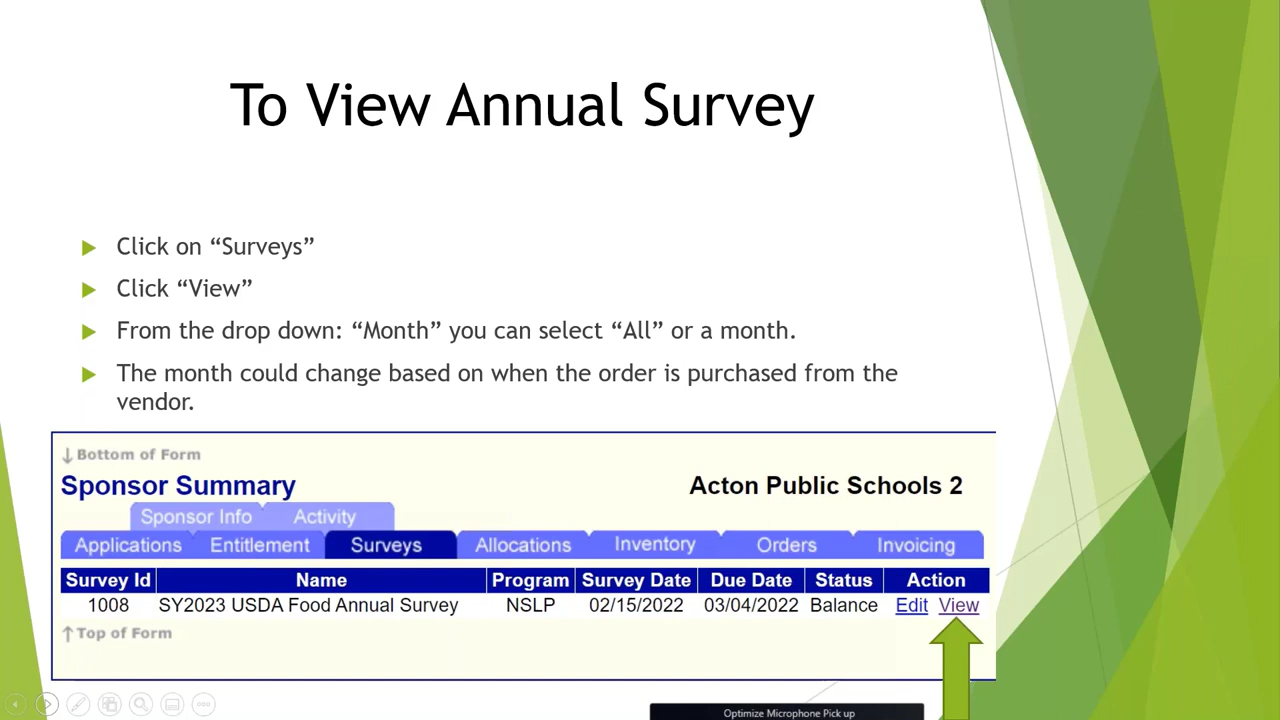 To View Annual Survey
Click on “Surveys”
Click “View”
From the drop down: “Month” you can select “All” or a month.
The month could change based on when the order is purchased from the
vendor.
↓ Bottom of Form
Sponsor Summary Acton Public Schools 2
Sponsor Info Activity
Applications Entitlement Surveys Allocations Inventory Orders Invoicing
Survey Id Name Program Survey Date Due Date Status Action
1008 SY2023 USDA Food Annual Survey NSLP 02/15/2022 03/04/2022 Balance Edit View
↑ Top of Form
Optimize Microphone Pick up